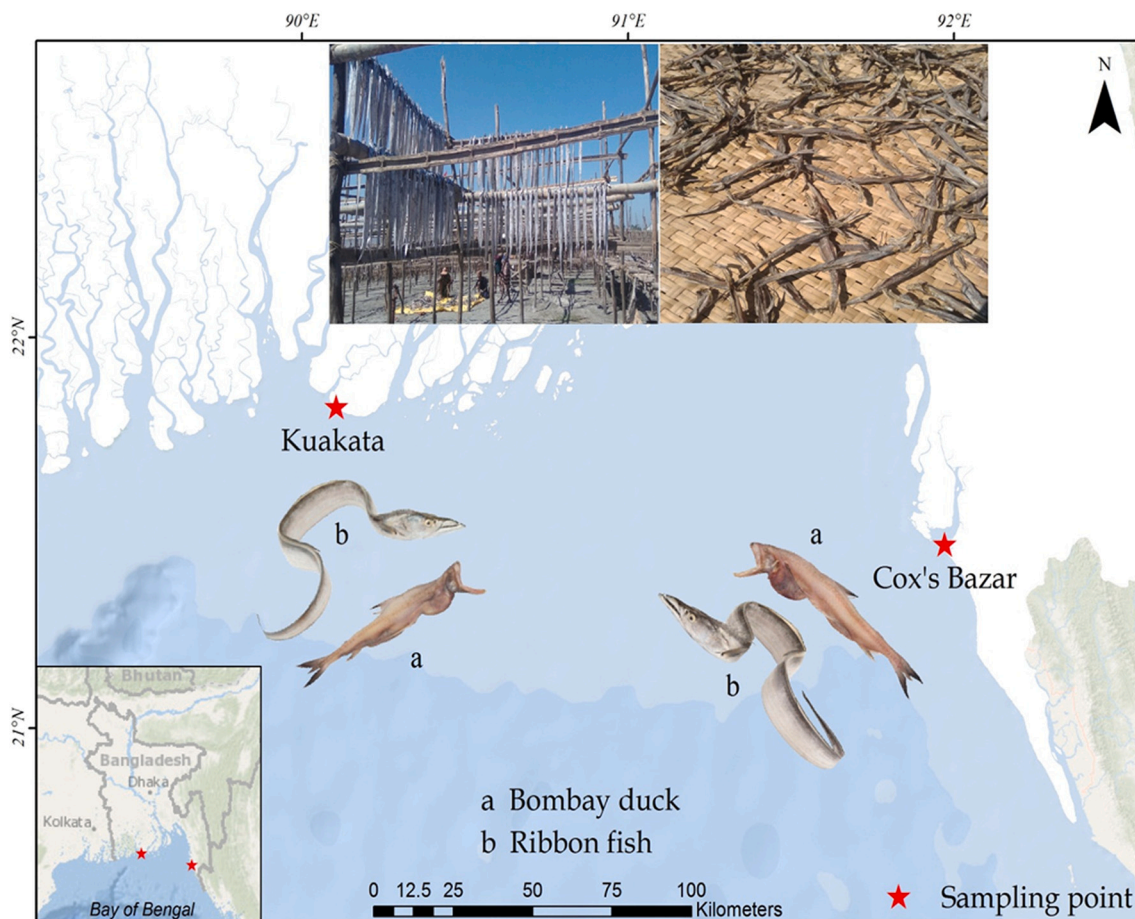 90°E
91°E
92°E
N
22°N
Kuakata
b
a
a
Cox's Bazar
b
21°N
Bhutan
Bangladesh
Dhaka
Kolkata
Bay of Bengal
a Bombay duck
b Ribbon fish
0 12.5 25 50 75 100
Kilometers
Sampling point